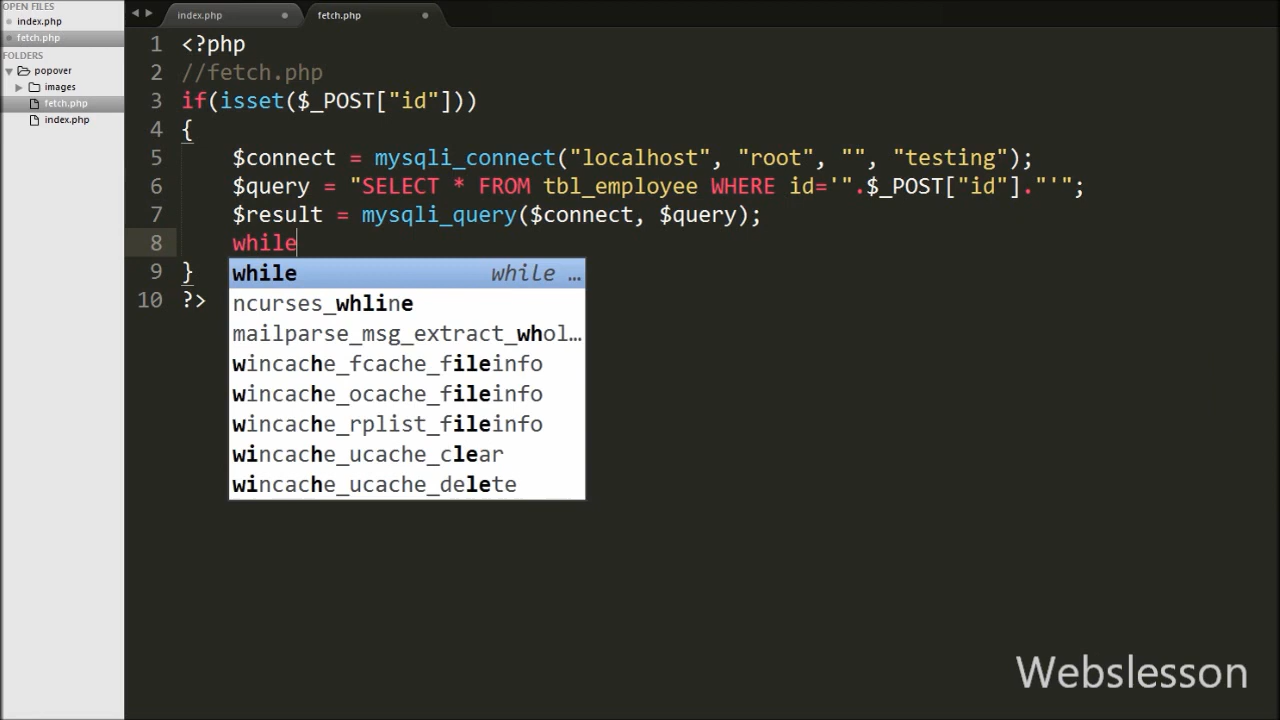 OPEN FILES
index.php
fetch.php
FOLDERS
popover
images
fetch.php
index.php
index.php
fetch.php
1 <?php
2 //fetch.php
3 if(isset($_POST["id"]))
4 {
5 $connect = mysqli_connect("localhost", "root", "", "testing");
6 $query = "SELECT * FROM tbl_employee WHERE id='".$_POST["id"]."'";
7 $result = mysqli_query($connect, $query);
8 while
9 }
10 ?>
while while …
ncurses_whline
mailparse_msg_extract_whol…
wincache_fcache_fileinfo
wincache_ocache_fileinfo
wincache_rplist_fileinfo
wincache_ucache_clear
wincache_ucache_delete
Webslesson